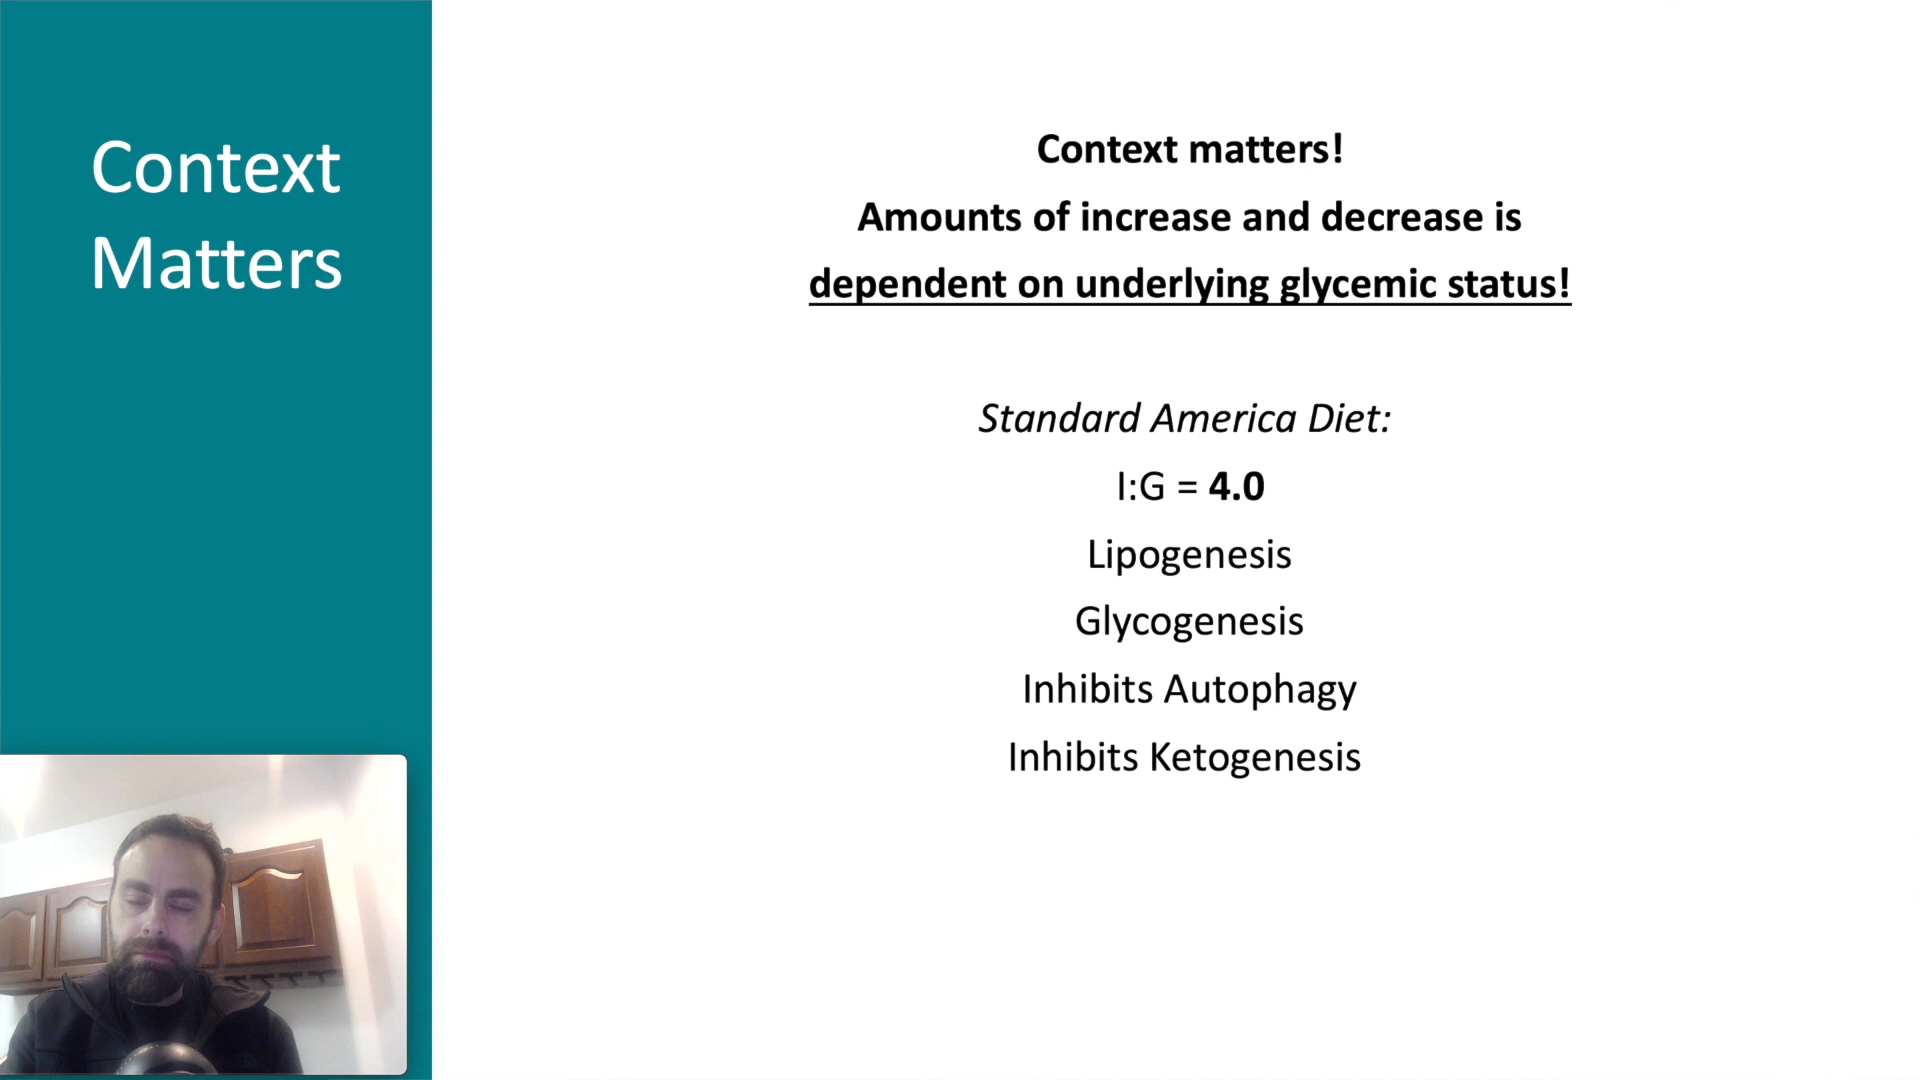 Context
Matters
Context matters!
Amounts of increase and decrease is
dependent on underlying glycemic status!
Standard America Diet:
I:G = 4.0
Lipogenesis
Glycogenesis
Inhibits Autophagy
Inhibits Ketogenesis